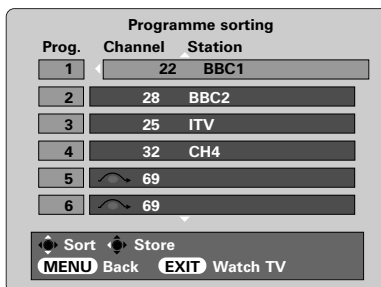 Programme sorting
Prog. Channel Station
1 22 BBC1
2 28 BBC2
3 25 ITV
4 32 CH4
5 69
6 69
Sort Store
MENU Back EXIT Watch TV